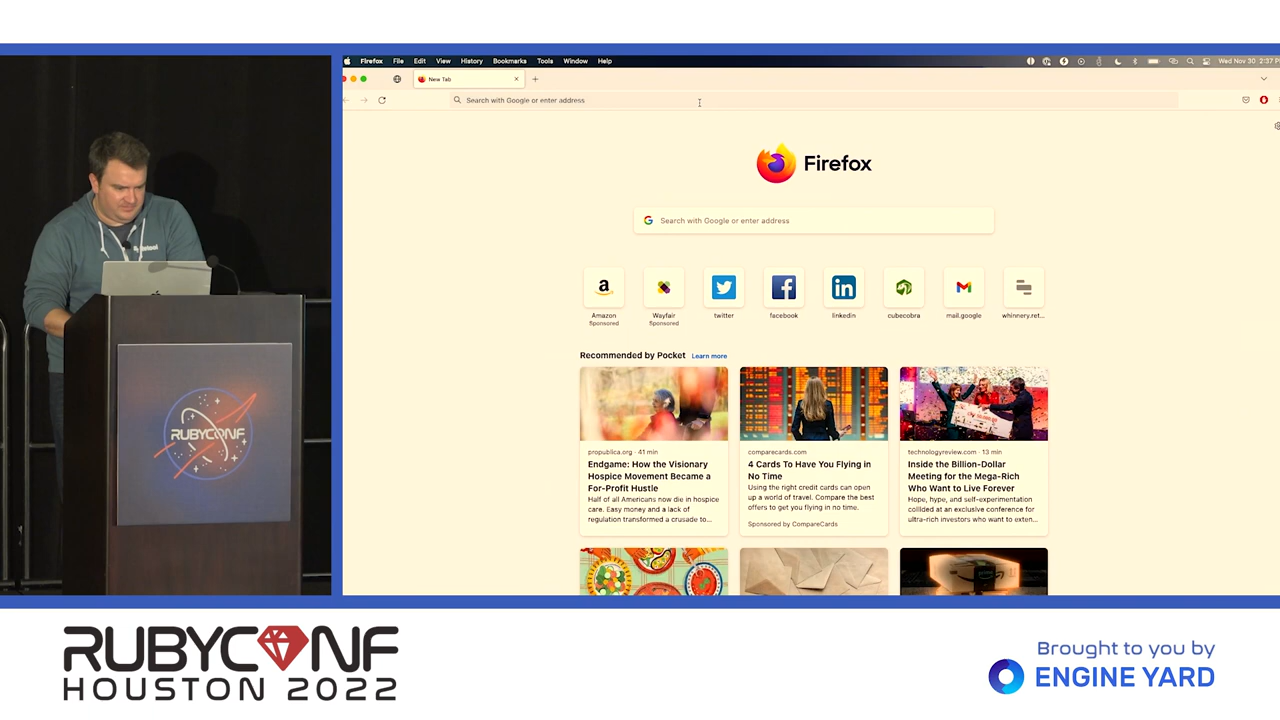 Firefox File Edit View History Bookmarks Tools Window Help
Wed Nov 30 2:37 P
New Tab
Search with Google or enter address
Firefox
Search with Google or enter address
Amazon
Sponsored
Wayfair
Sponsored
twitter
facebook
linkedin
cubecobra
mail.google
whinnery.ret...
Recommended by Pocket Learn more
propublica.org · 41 min
Endgame: How the Visionary
Hospice Movement Became a
For-Profit Hustle
Half of all Americans now die in hospice
care. Easy money and a lack of
regulation transformed a crusade to...
comparecards.com
4 Cards To Have You Flying in
No Time
Using the right credit cards can open
up a world of travel. Compare the best
offers to get you flying in no time.
Sponsored by CompareCards
technologyreview.com · 13 min
Inside the Billion-Dollar
Meeting for the Mega-Rich
Who Want to Live Forever
Hope, hype, and self-experimentation
collided at an exclusive conference for
ultra-rich investors who want to exten...
RUBYCONF
RUBYCONF
HOUSTON 2022
Brought to you by
ENGINE YARD